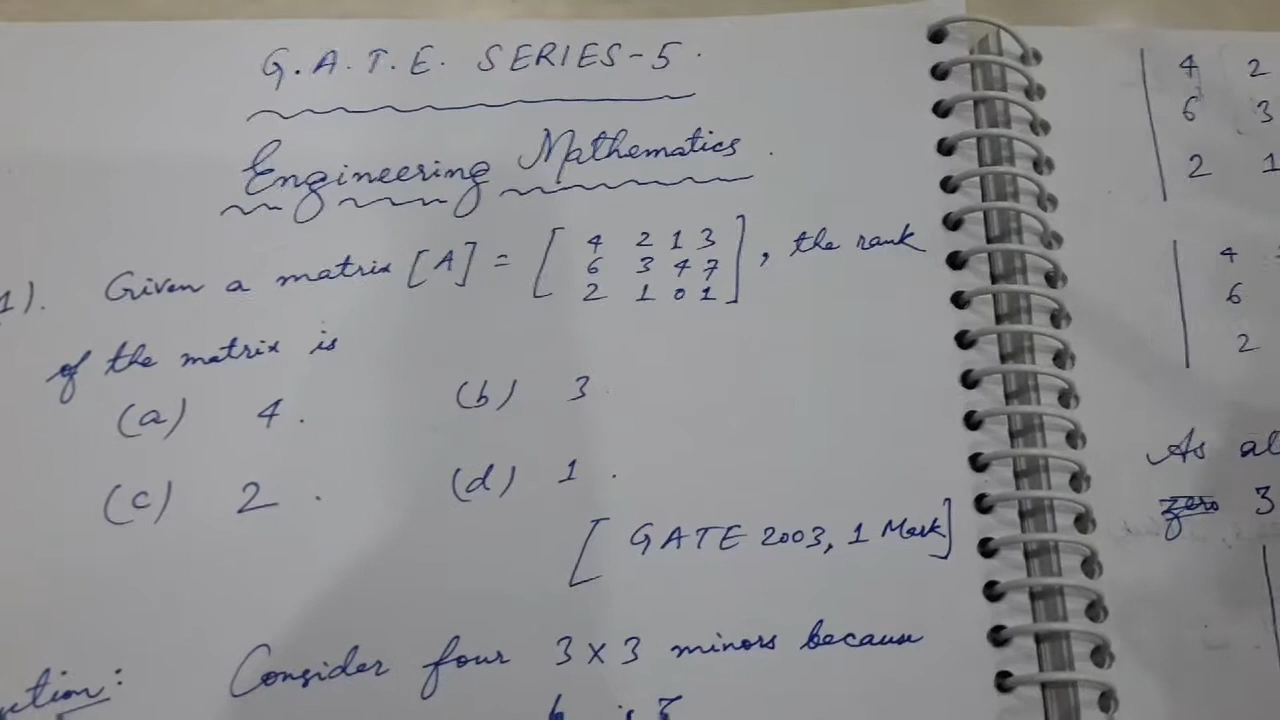 G.A.T.E. SERIES-5.
Engineering Mathematics.
1). Given a matrix [A] = [ 4 2 1 3
6 3 4 7
2 1 0 1 ], the rank
of the matrix is
(a) 4. (b) 3.
(c) 2. (d) 1.
[GATE 2003, 1 Mark]
Consider four 3 x 3 minors because
4 2
6 3
2 1
4
6
2
As
zero 3